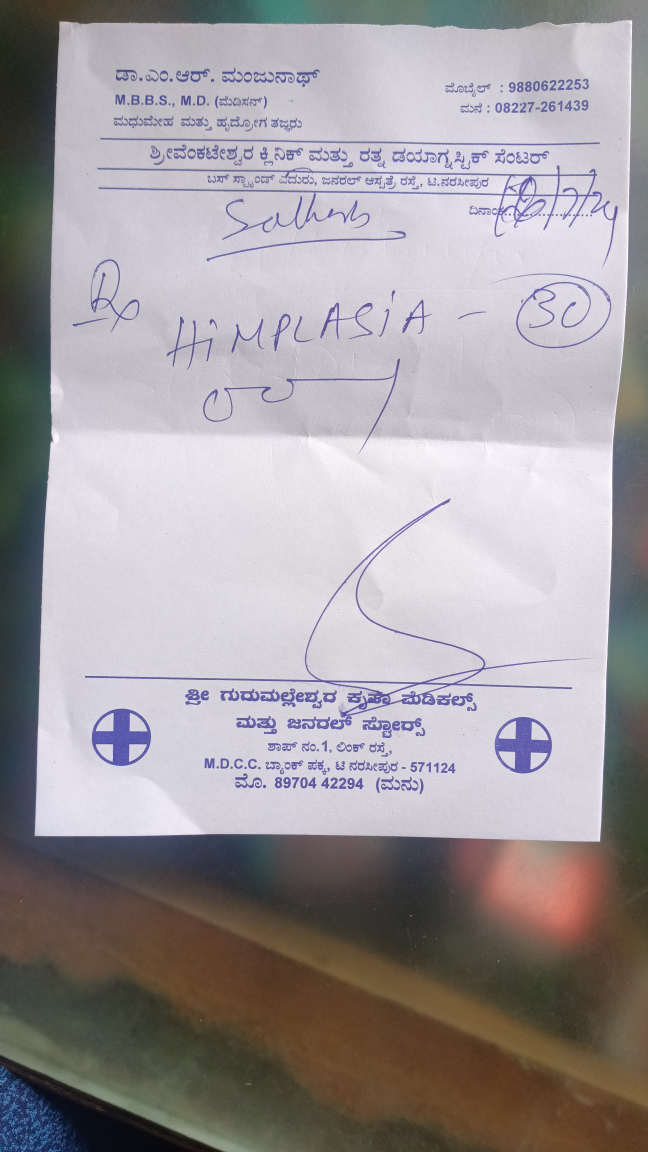 ಡಾ.ಎಂ.ಆರ್. ಮಂಜುನಾಥ್
M.B.B.S., M.D. (ಮೆಡಿಸನ್)
ಮಧುಮೇಹ ಮತ್ತು ಹೃದ್ರೋಗ ತಜ್ಞರು
ಮೊಬೈಲ್ : 9880622253
ಮನೆ : 08227-261439
ಶ್ರೀವೆಂಕಟೇಶ್ವರ ಕ್ಲಿನಿಕ್ ಮತ್ತು ರತ್ನ ಡಯಾಗ್ನಸ್ಟಿಕ್ ಸೆಂಟರ್
ಬಸ್ ಸ್ಟ್ಯಾಂಡ್ ಎದುರು, ಜನರಲ್ ಆಸ್ಪತ್ರೆ ರಸ್ತೆ, ಟಿ.ನರಸೀಪುರ
ದಿನಾಂಕ
Rx
HiMPLASiA - 30
ಶ್ರೀ ಗುರುಮಲ್ಲೇಶ್ವರ ಕೃಪಾ ಮೆಡಿಕಲ್ಸ್
ಮತ್ತು ಜನರಲ್ ಸ್ಟೋರ್ಸ್
ಶಾಪ್ ನಂ.1, ಲಿಂಕ್ ರಸ್ತೆ,
M.D.C.C. ಬ್ಯಾಂಕ್ ಪಕ್ಕ, ಟಿ ನರಸೀಪುರ - 571124
ಮೊ. 89704 42294 (ಮನು)